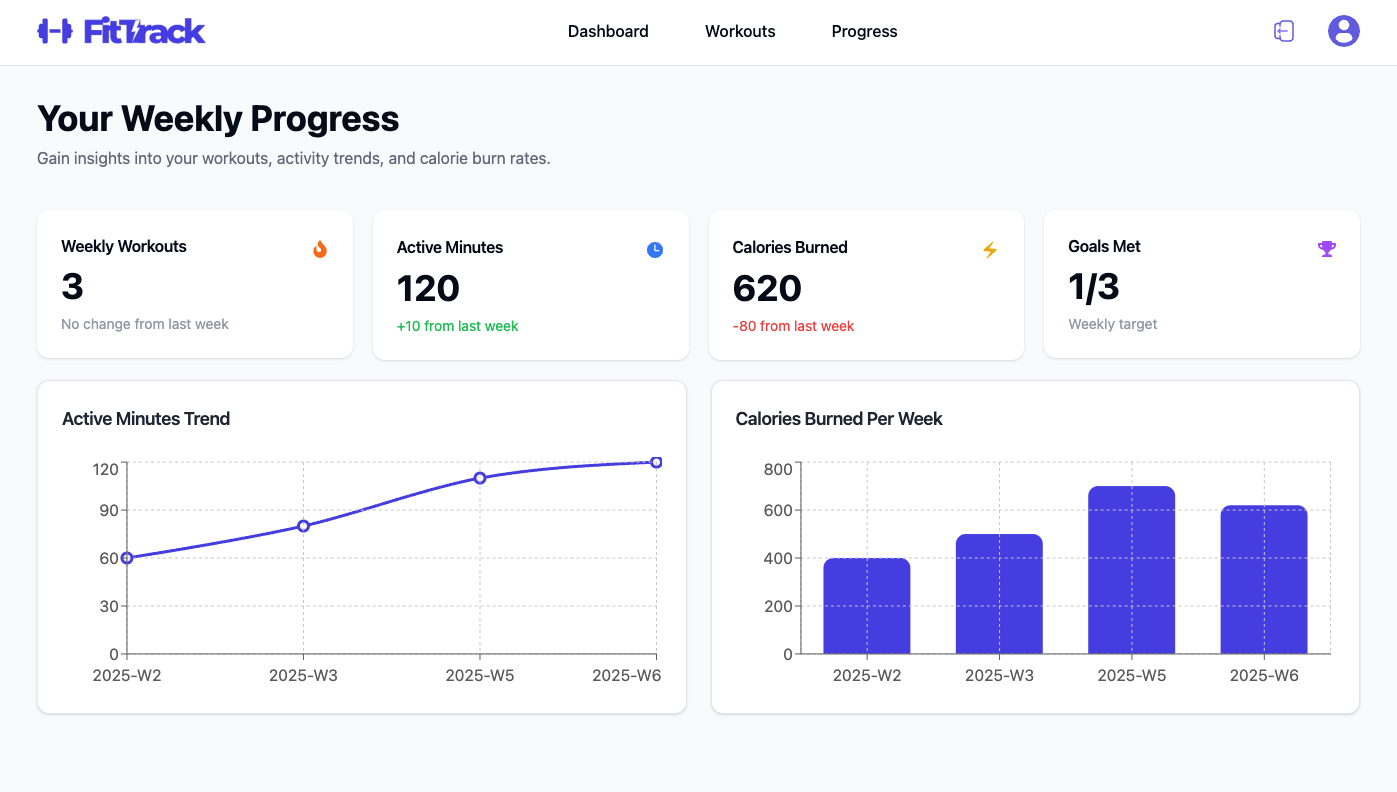 FitTrack
Dashboard
Workouts
Progress
Your Weekly Progress
Gain insights into your workouts, activity trends, and calorie burn rates.
Weekly Workouts
3
No change from last week
Active Minutes
120
+10 from last week
Calories Burned
620
-80 from last week
Goals Met
1/3
Weekly target
Active Minutes Trend
120
90
60
30
0
2025-W2 2025-W3 2025-W5 2025-W6
Calories Burned Per Week
800
600
400
200
0
2025-W2 2025-W3 2025-W5 2025-W6